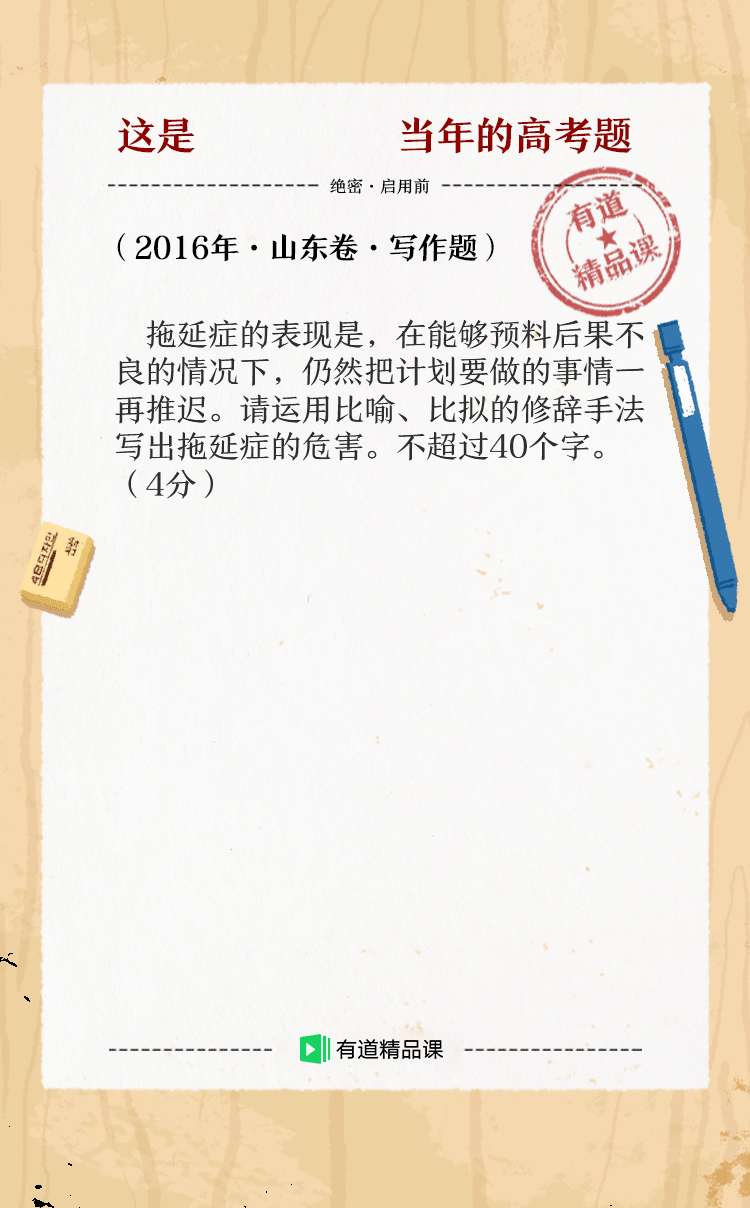 这是 当年的高考题
绝密·启用前
有道
精品课
（2016年·山东卷·写作题）
拖延症的表现是，在能够预料后果不
良的情况下，仍然把计划要做的事情一
再推迟。请运用比喻、比拟的修辞手法
写出拖延症的危害。不超过40个字。
（4分）
有道精品课